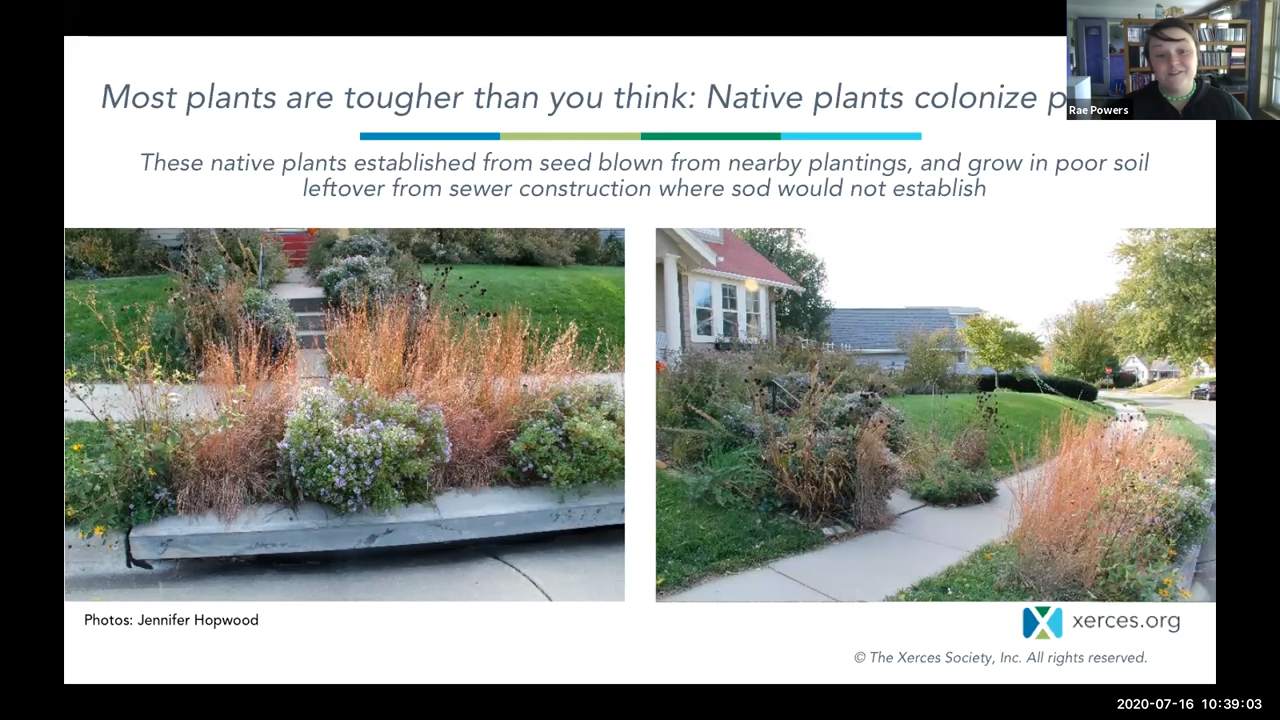 Most plants are tougher than you think: Native plants colonize
Rae Powers
These native plants established from seed blown from nearby plantings, and grow in poor soil
leftover from sewer construction where sod would not establish
Photos: Jennifer Hopwood
xerces.org
© The Xerces Society, Inc. All rights reserved.
2020-07-16 10:39:03